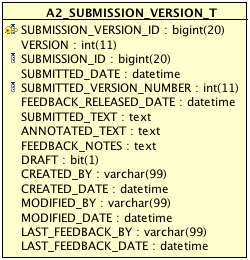 A2_SUBMISSION_VERSION_T
SUBMISSION_VERSION_ID : bigint(20)
VERSION : int(11)
SUBMISSION_ID : bigint(20)
SUBMITTED_DATE : datetime
SUBMITTED_VERSION_NUMBER : int(11)
FEEDBACK_RELEASED_DATE : datetime
SUBMITTED_TEXT : text
ANNOTATED_TEXT : text
FEEDBACK_NOTES : text
DRAFT : bit(1)
CREATED_BY : varchar(99)
CREATED_DATE : datetime
MODIFIED_BY : varchar(99)
MODIFIED_DATE : datetime
LAST_FEEDBACK_BY : varchar(99)
LAST_FEEDBACK_DATE : datetime